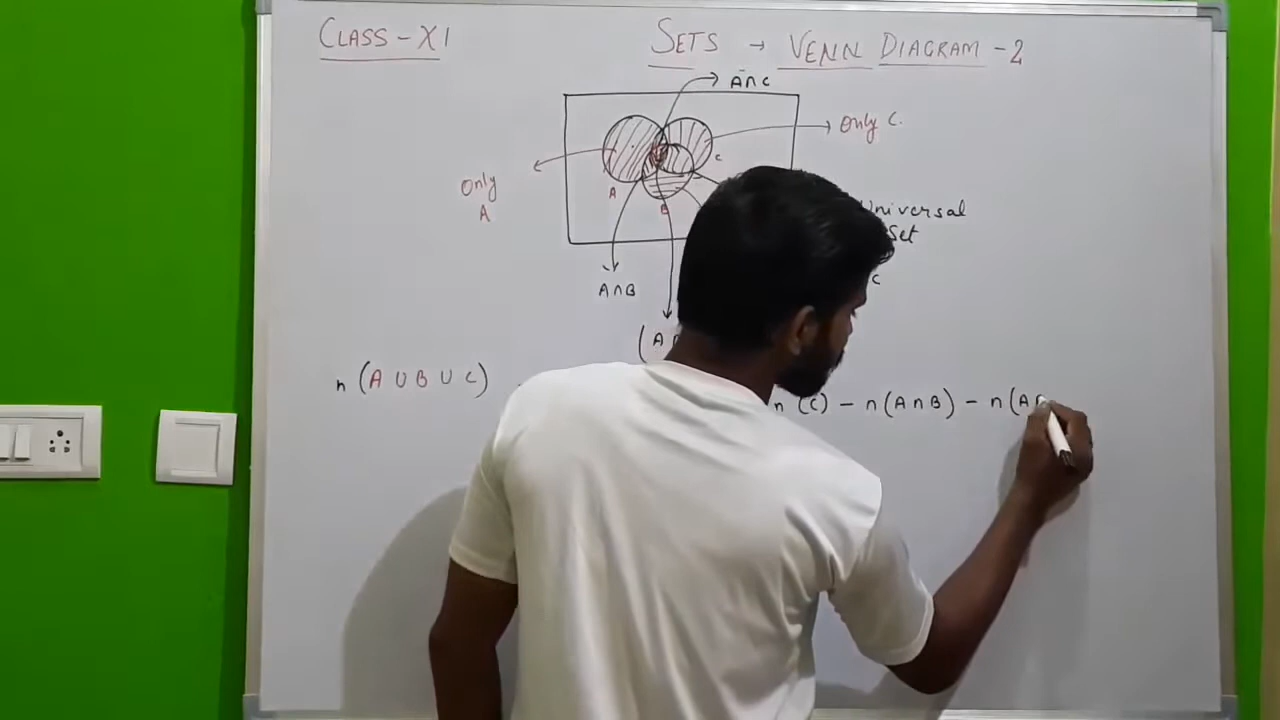 CLASS - XI
SETS → VENN DIAGRAM - 2
A∩C
Only C.
Only
A
A
C
B
Universal
Set
A∩B
C
(A
n (A ∪ B ∪ C)
n (C) - n (A∩B) - n (A∩